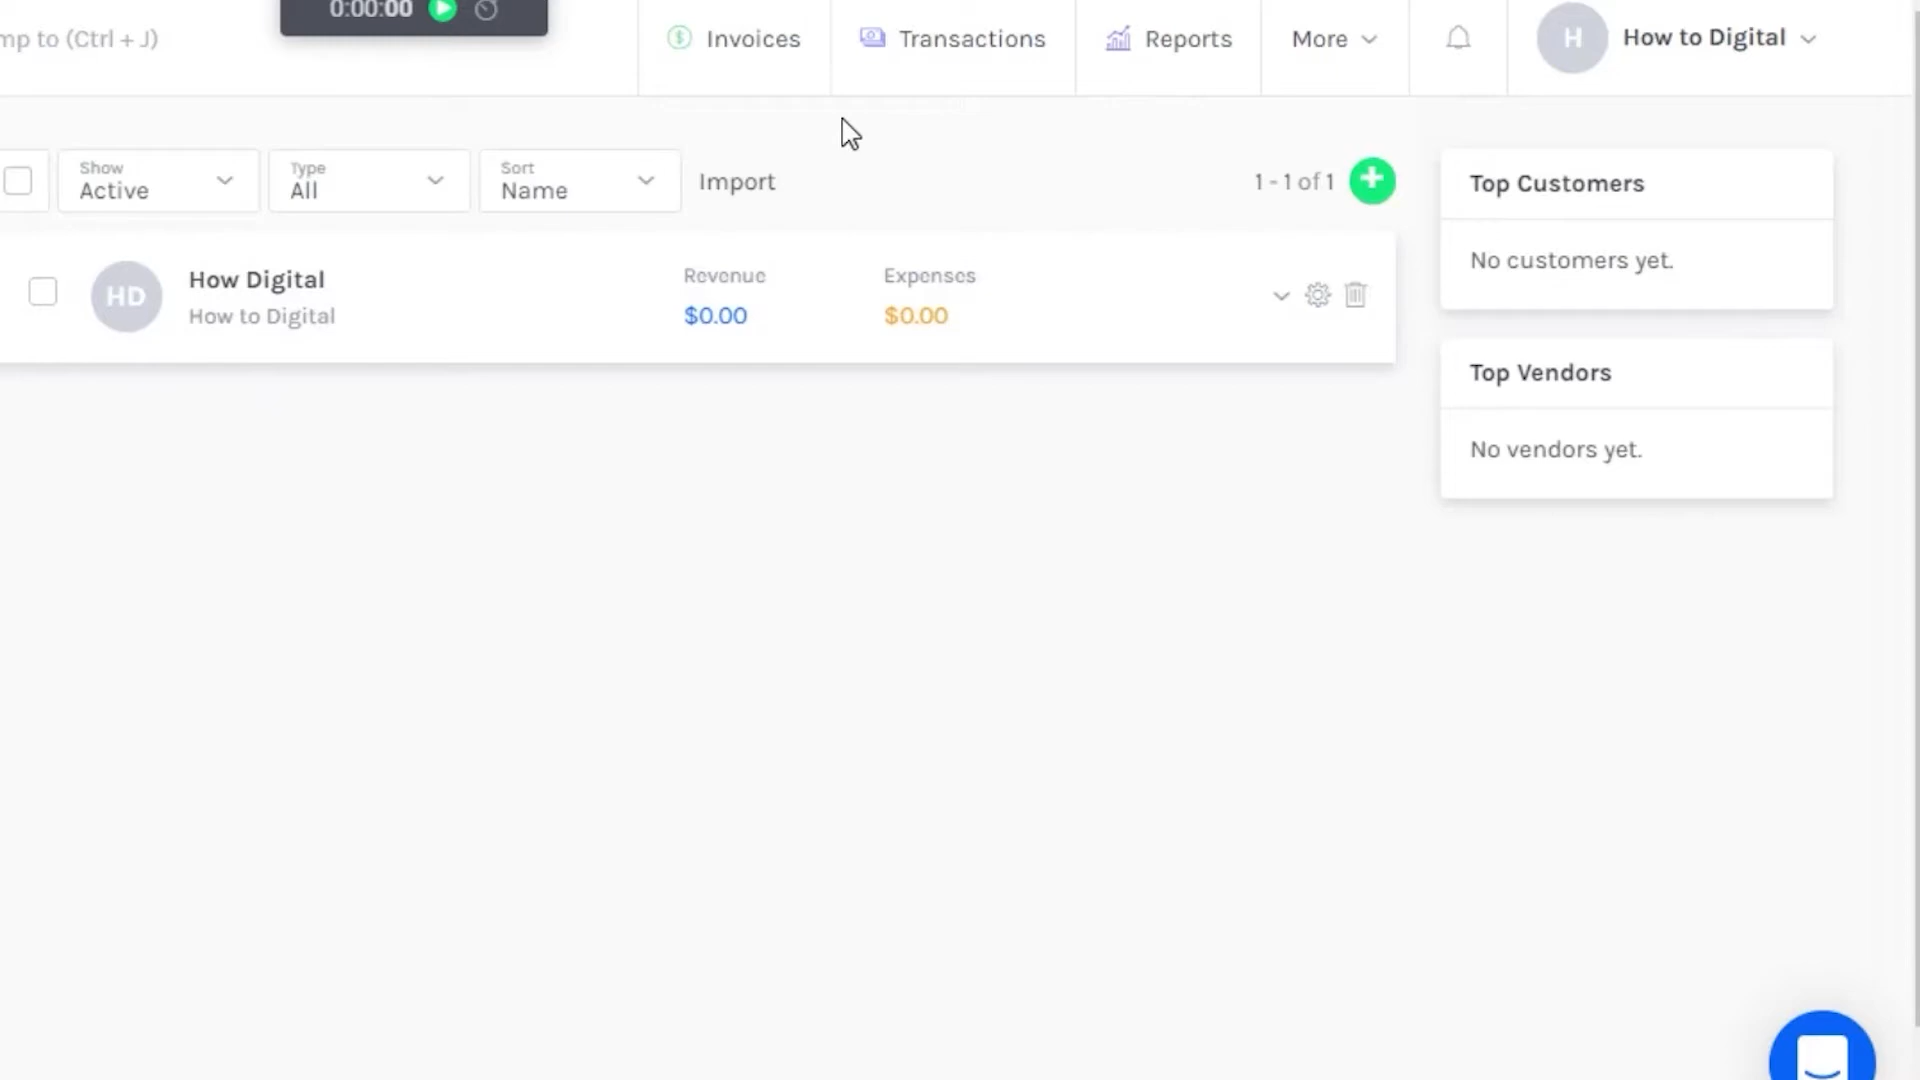 mp to (Ctrl + J)
0:00:00
Invoices
Transactions
Reports
More
H
How to Digital
Show
Active
Type
All
Sort
Name
Import
1 - 1 of 1
HD
How Digital
How to Digital
Revenue
$0.00
Expenses
$0.00
Top Customers
No customers yet.
Top Vendors
No vendors yet.